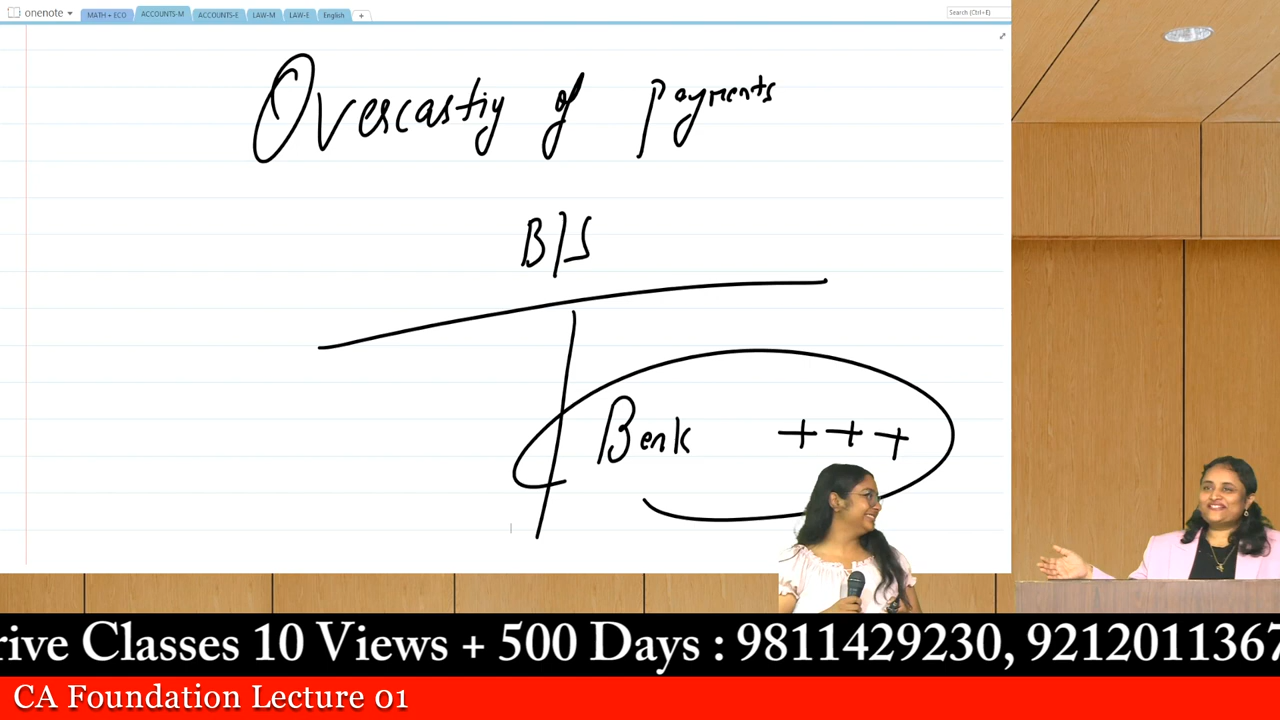 onenote
MATH + ECO ACCOUNTS-M ACCOUNTS-E LAW-M LAW-E English +
Search (Ctrl+E)
Overcasting of payments
B/S
Bank +++
rive Classes 10 Views + 500 Days : 9811429230, 9212011367
CA Foundation Lecture 01